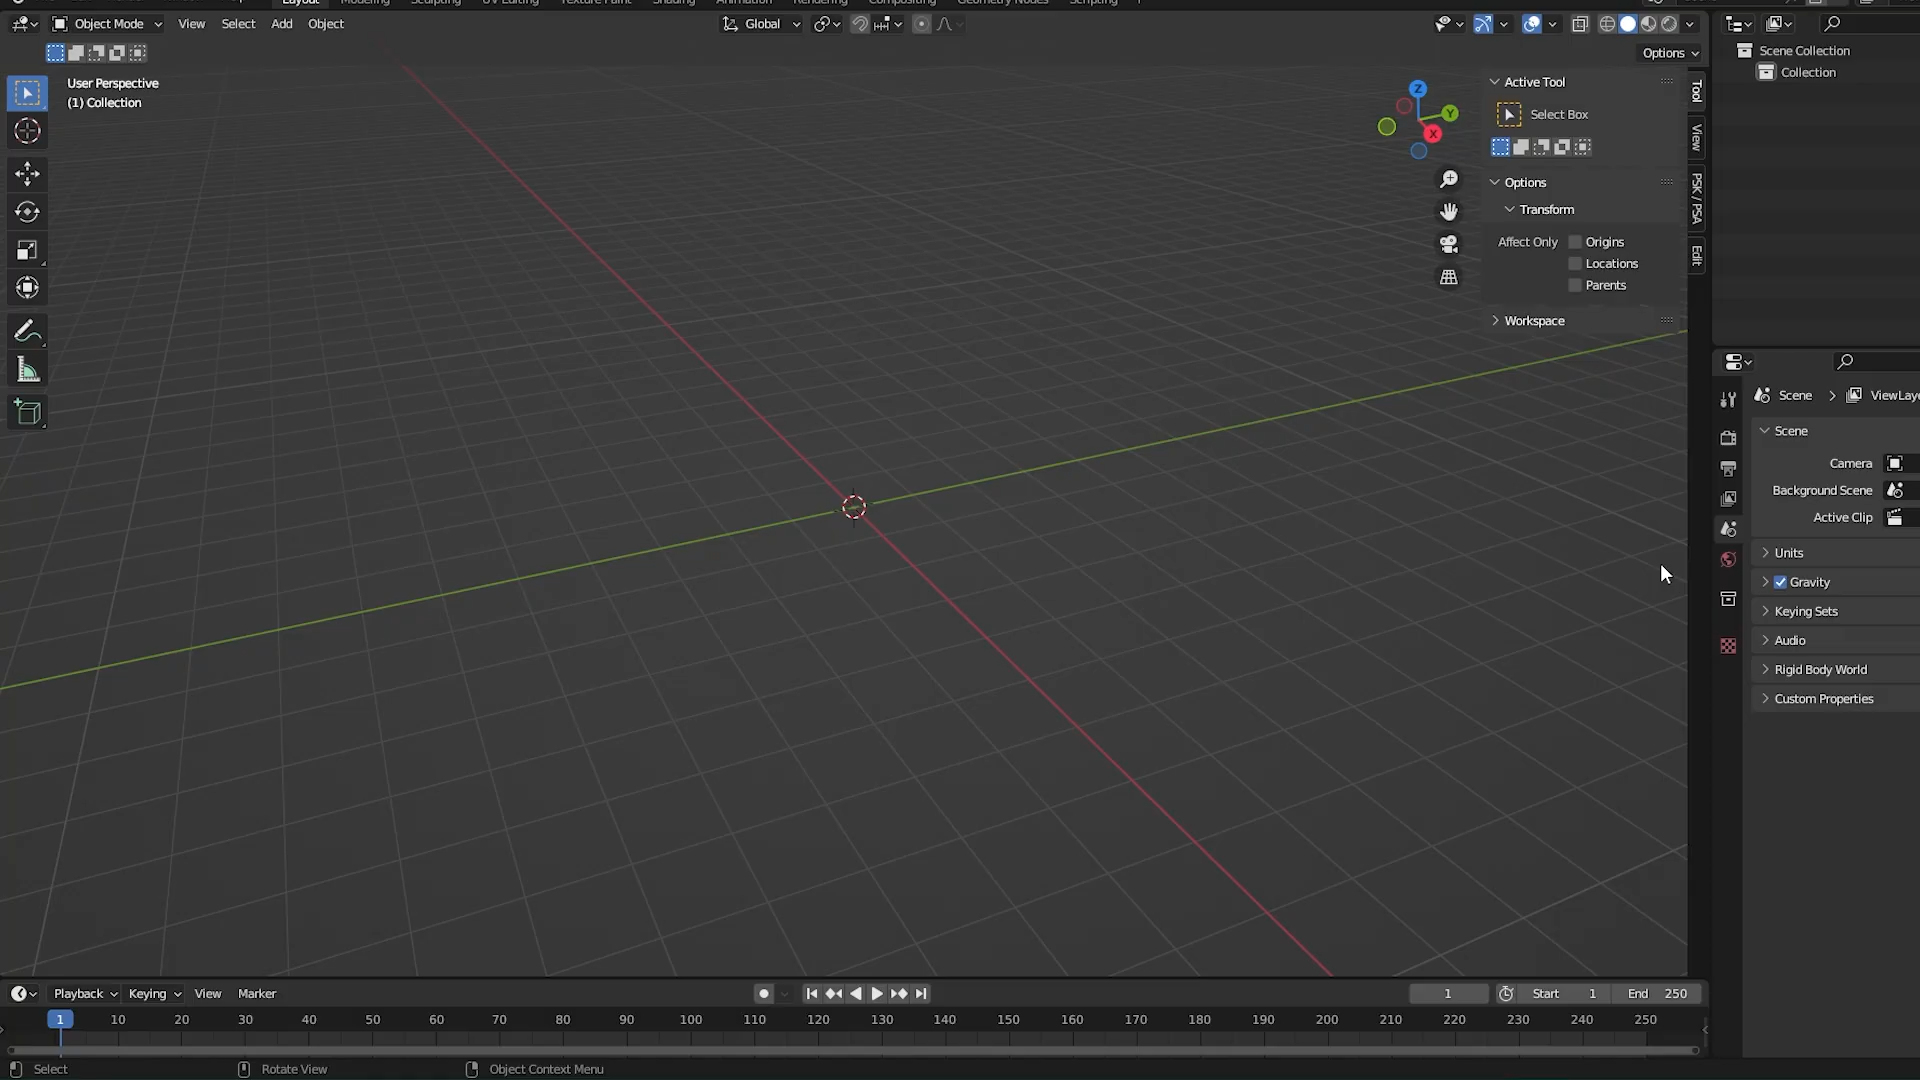 Layout Modeling Sculpting UV Editing Texture Paint Shading Animation Rendering Compositing Geometry Nodes Scripting +
Object Mode View Select Add Object Global
Options
User Perspective
(1) Collection
Z
Y
X
Active Tool
Select Box
Options
Transform
Affect Only Origins
Locations
Parents
Workspace
Tool
View
PSK / PSA
Edit
Scene Collection
Collection
Scene > ViewLaye
Scene
Camera
Background Scene
Active Clip
Units
Gravity
Keying Sets
Audio
Rigid Body World
Custom Properties
Playback Keying View Marker
1 Start 1 End 250
1 10 20 30 40 50 60 70 80 90 100 110 120 130 140 150 160 170 180 190 200 210 220 230 240 250
Select Rotate View Object Context Menu